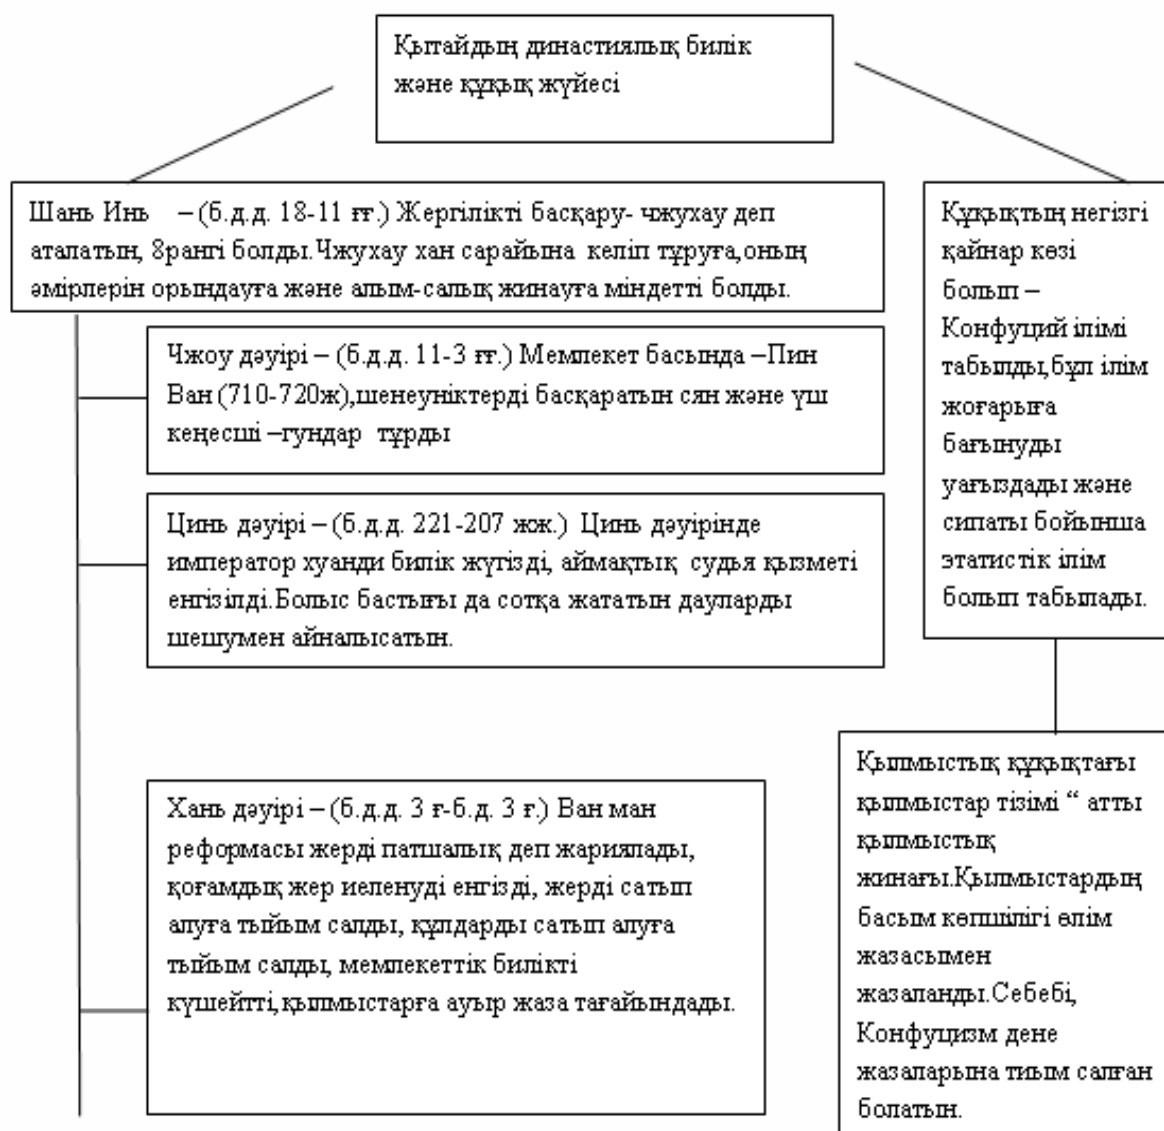 Қытайдың династиялық билик
және құқық жүйесі
Шань Инь – (б.д.д. 18-11 ғғ.) Жергілікті басқару- чжухау деп
аталатын, 8рангі болды.Чжухау хан сарайына келіп тұруға,оның
әмірлерін орындауға және алым-салық жинауға міндетті болды.
Чжоу дәуірі – (б.д.д. 11-3 ғғ.) Мемлекет басында –Пин
Ван (710-720ж),шенеуніктерді басқаратын сян және үш
кеңесші –гундар тұрды
Цинь дәуірі – (б.д.д. 221-207 жж.) Цинь дәуірінде
император хуанди билік жүгізді, аймақтық судья қызметі
енгізілді.Болыс бастығы да сотқа жататын дауларды
шешумен айналысатын.
Хань дәуірі – (б.д.д. 3 ғ-б.д. 3 ғ.) Ван ман
реформасы жерді патшалық деп жариялады,
қоғамдық жер иеленуді енгізді, жерді сатып
алуға тыйым салды, құлдарды сатып алуға
тыйым салды, мемлекеттік билікті
күшейтті,қылмыстарға ауыр жаза тағайындады.
Құқықтың негізгі
қайнар көзі
болып –
Конфуций ілімі
табылды,бұл ілім
жоғарыға
бағынуды
уағыздады және
сипаты бойынша
этатистік ілім
болып табылады.
Қылмыстық құқықтағы
қылмыстар тізімі “ атты
қылмыстық
жинағы.Қылмыстардың
басым көпшілігі өлім
жазасымен
жазаланды.Себебі,
Конфуцизм дене
жазаларына тиым салған
болатын.